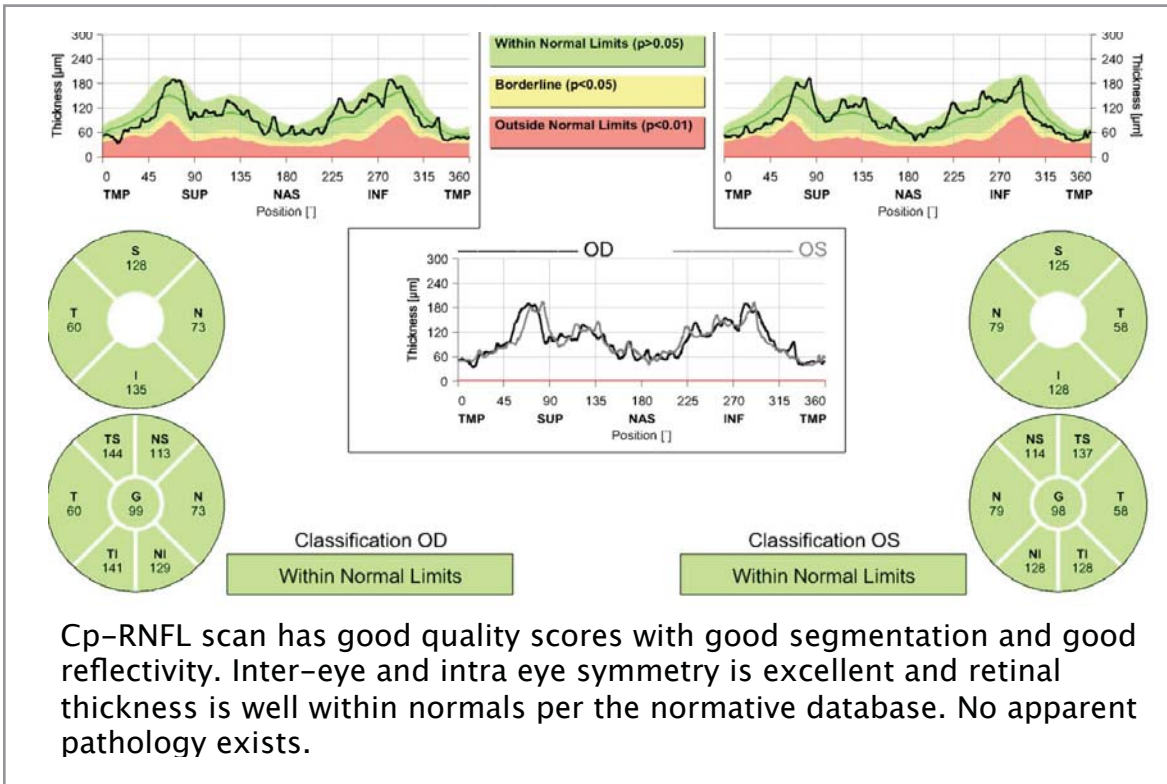 300
240
180
120
60
0
Thickness [µm]
0 45 90 135 180 225 270 315 360
TMP SUP NAS INF TMP
Position [°]
Within Normal Limits (p>0.05)
Borderline (p<0.05)
Outside Normal Limits (p<0.01)
300
240
180
120
60
0
Thickness [µm]
0 45 90 135 180 225 270 315 360
TMP SUP NAS INF TMP
Position [°]
OD OS
300
240
180
120
60
0
Thickness [µm]
0 45 90 135 180 225 270 315 360
TMP SUP NAS INF TMP
Position [°]
S
128
T N
60 73
I
135
TS NS
144 113
T G N
60 99 73
TI NI
141 129
Classification OD
Within Normal Limits
S
125
N T
79 58
I
128
NS TS
114 137
N G T
79 98 58
NI TI
128 128
Classification OS
Within Normal Limits
Cp-RNFL scan has good quality scores with good segmentation and good
reflectivity. Inter-eye and intra eye symmetry is excellent and retinal
thickness is well within normals per the normative database. No apparent
pathology exists.